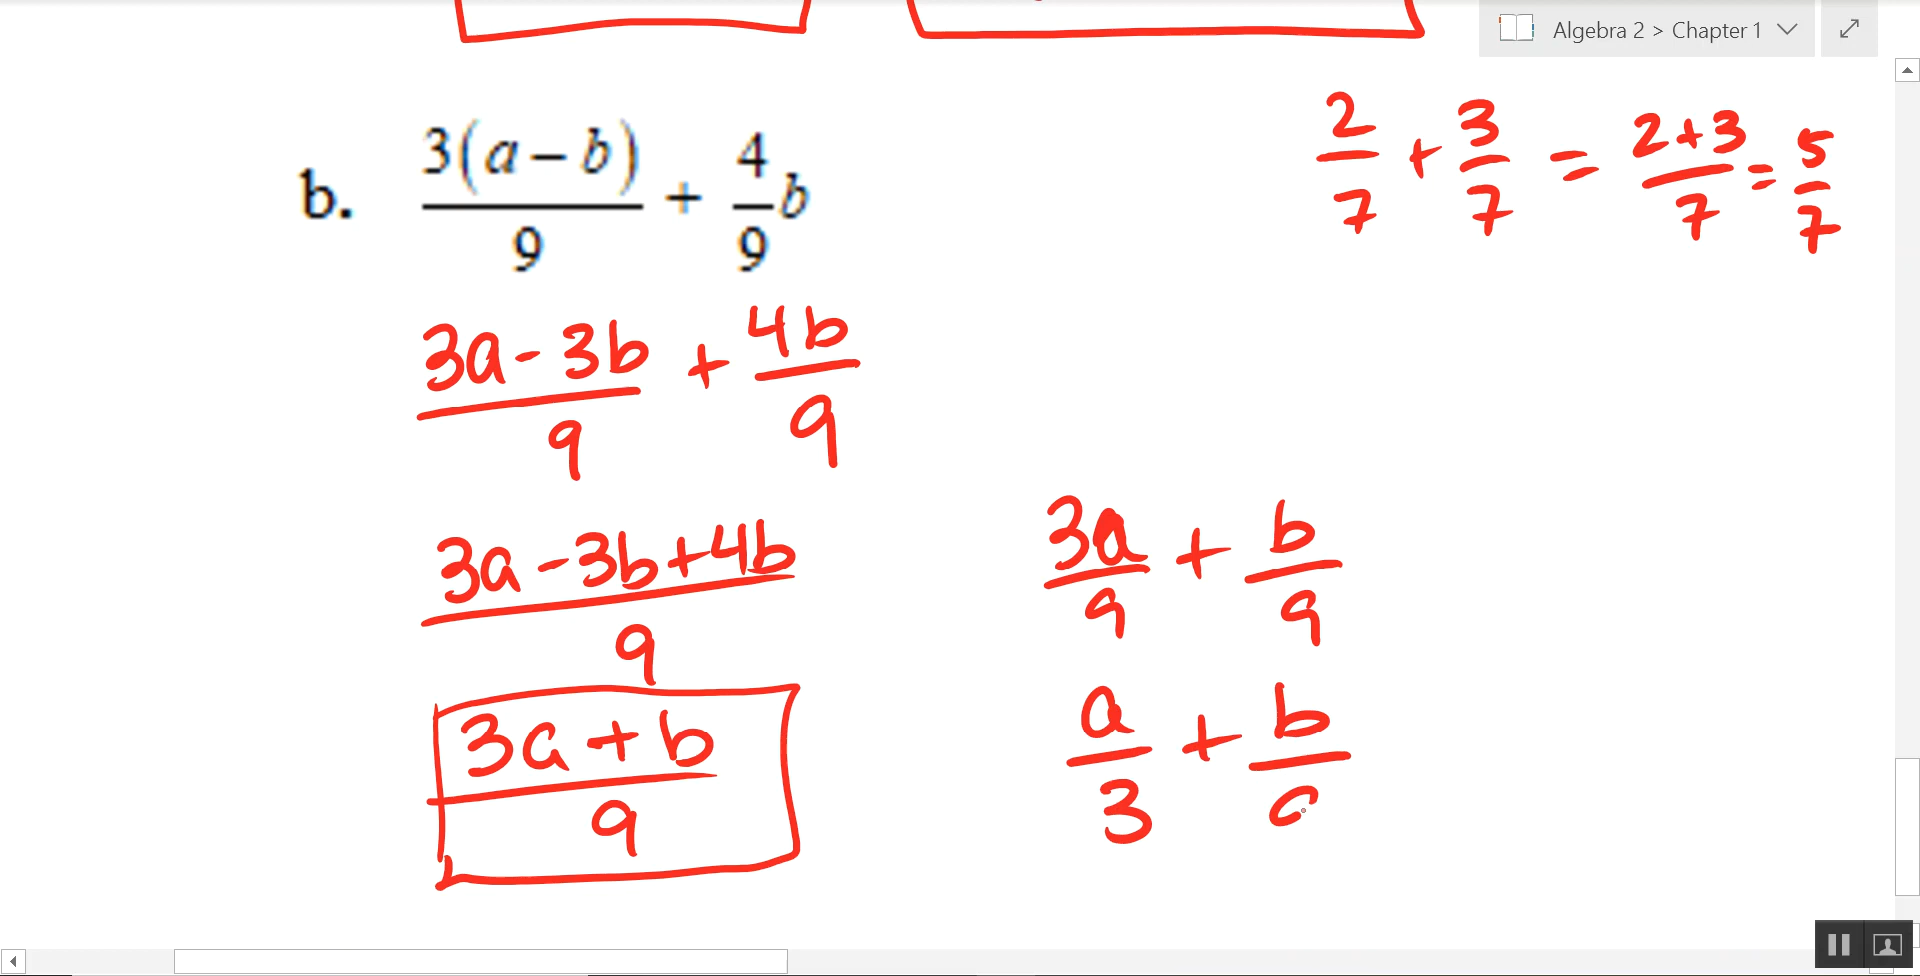 Algebra 2 > Chapter 1
2/7 + 3/7 = 2+3/7 = 5/7
b. 3(a − b)/9 + 4/9 b
3a - 3b/9 + 4b/9
3a - 3b + 4b/9
3a/9 + b/9
3a + b/9
a/3 + b/